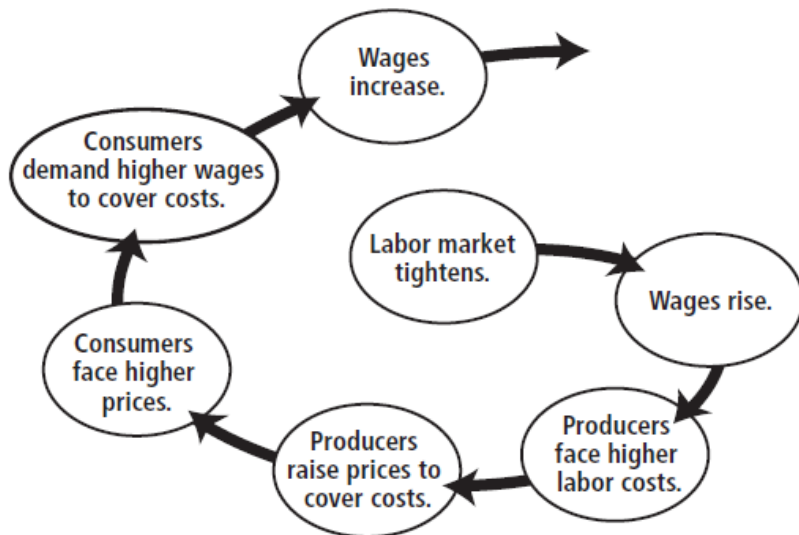 Wages
increase.
Consumers
demand higher wages
to cover costs.
Labor market
tightens.
Wages rise.
Consumers
face higher
prices.
Producers
raise prices to
cover costs.
Producers
face higher
labor costs.